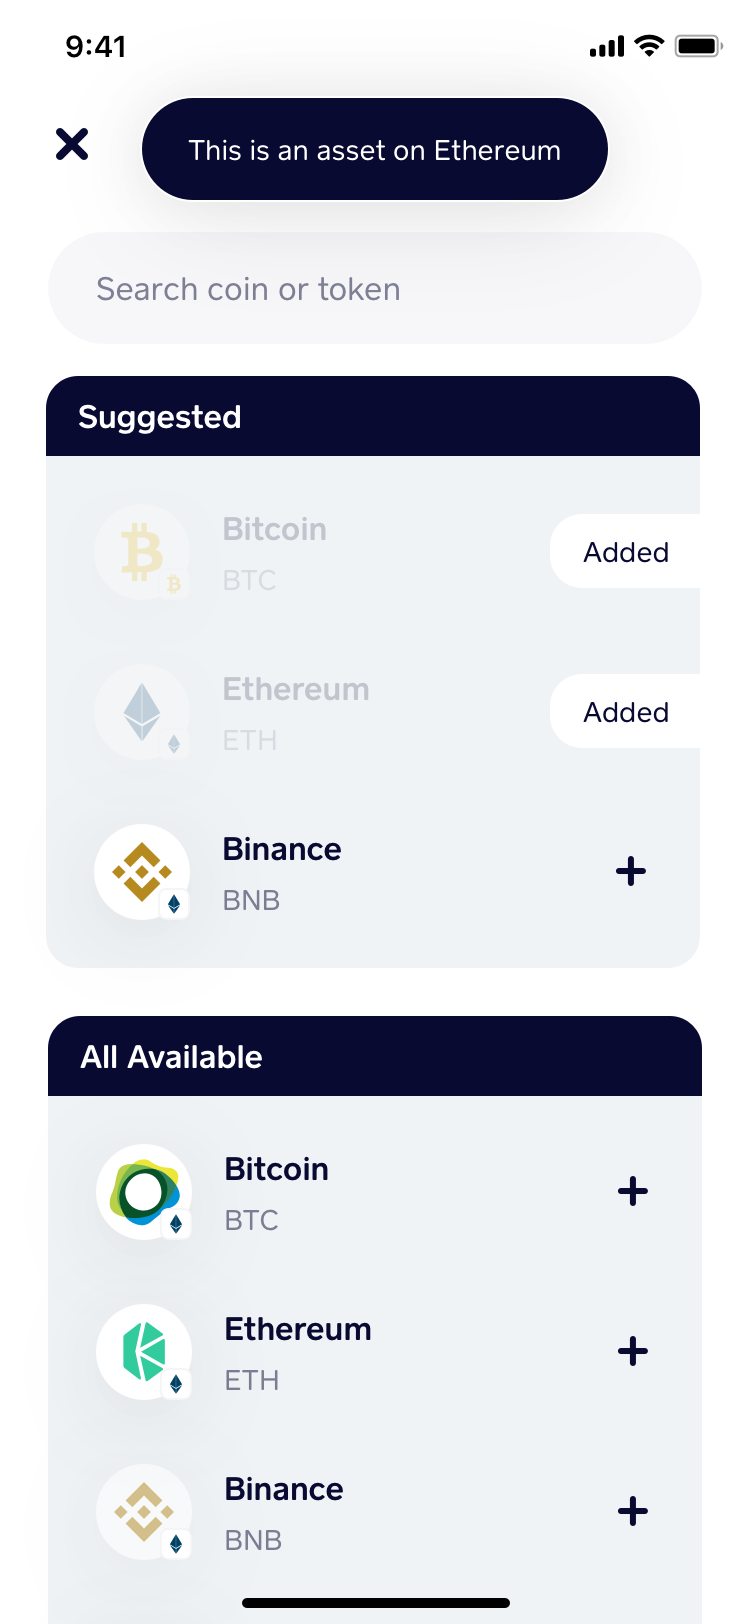 9:41
This is an asset on Ethereum
Search coin or token
Suggested
Bitcoin
BTC
Added
Ethereum
ETH
Added
Binance
BNB
All Available
Bitcoin
BTC
Ethereum
ETH
Binance
BNB